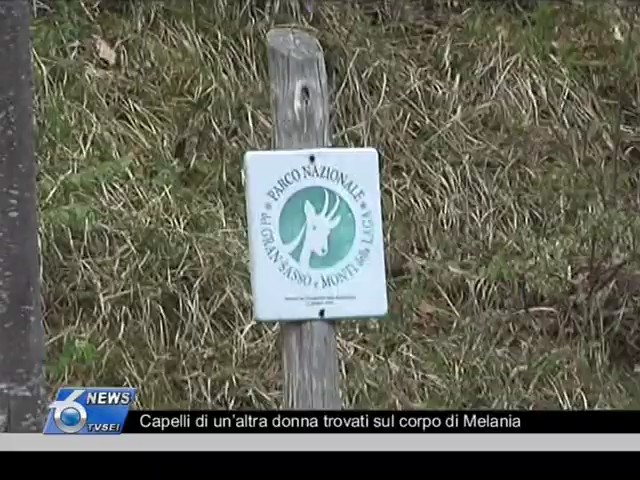 PARCO NAZIONALE
del GRAN SASSO e MONTI della LAGA
6 NEWS
TVSEI
Capelli di un'altra donna trovati sul corpo di Melania